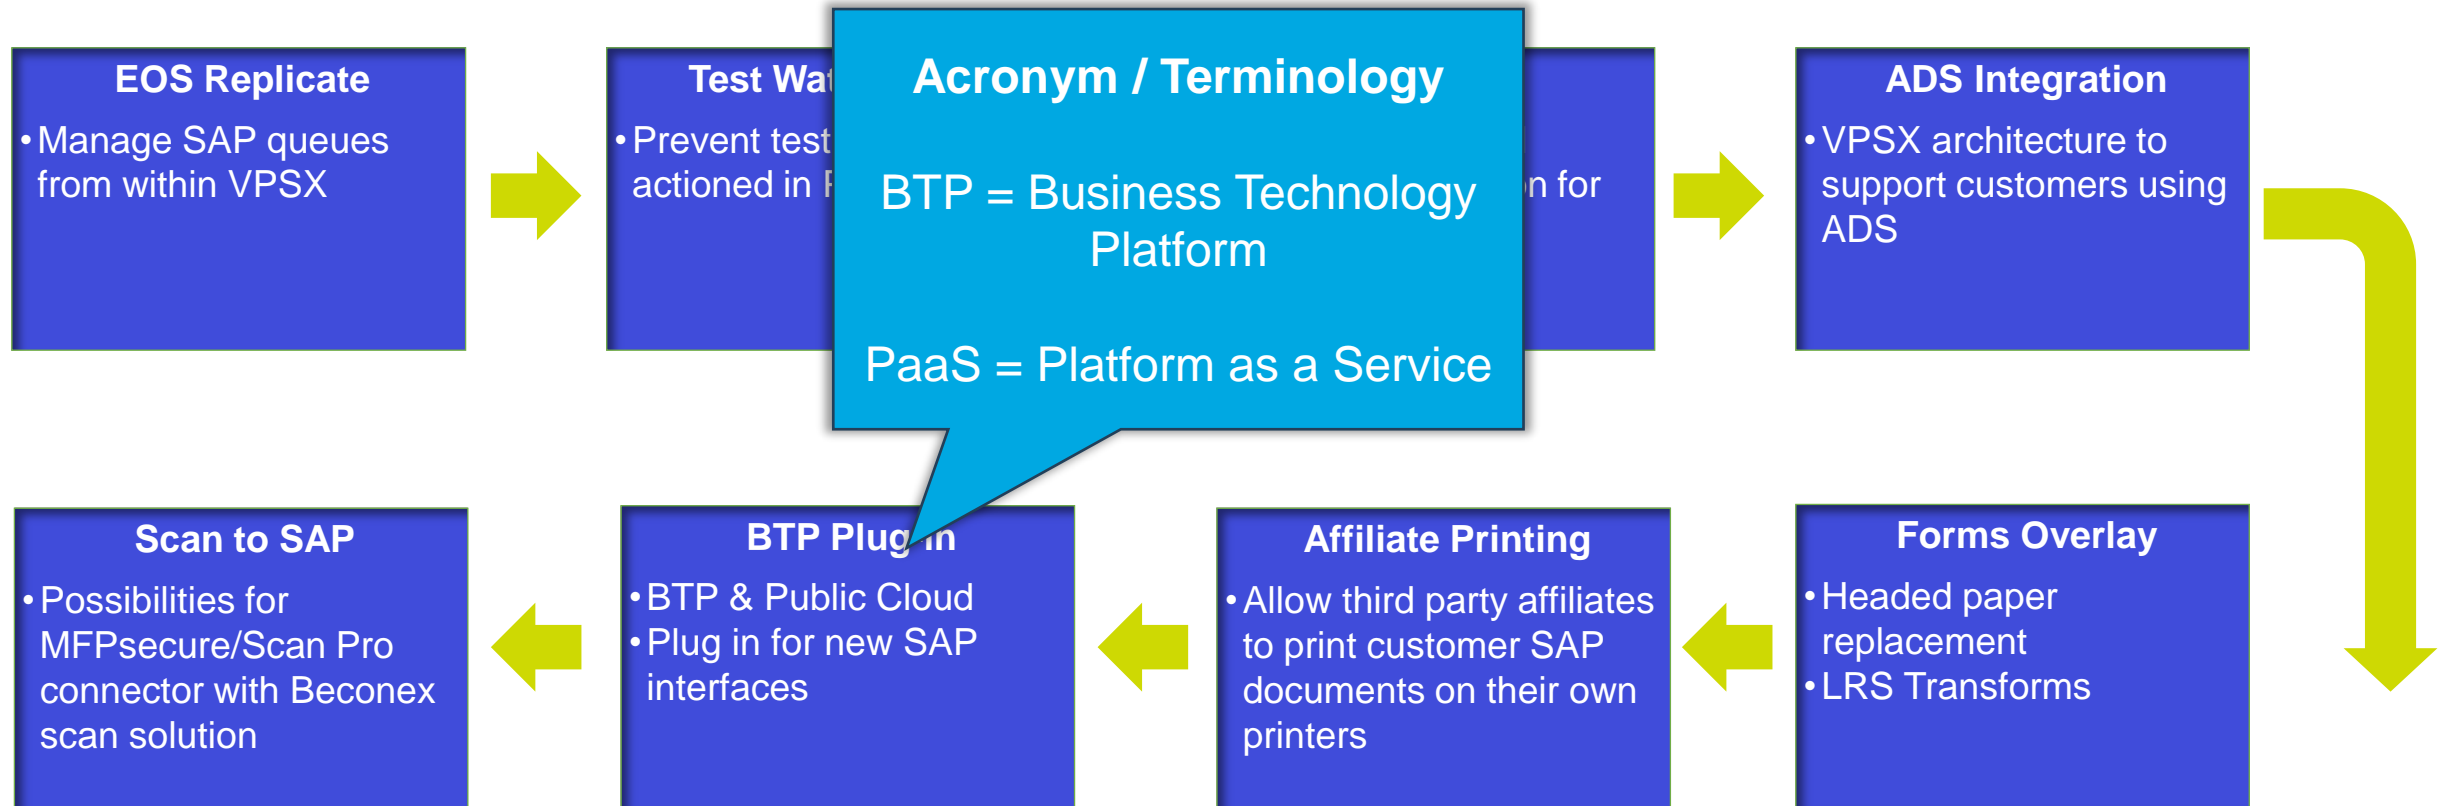 EOS Replicate
• Manage SAP queues
from within VPSX
Test
• Prevent test
actioned in
Acronym / Terminology
BTP = Business Technology
Platform
PaaS = Platform as a Service
for
ADS Integration
• VPSX architecture to
support customers using
ADS
Scan to SAP
• Possibilities for
MFPsecure/Scan Pro
connector with Beconex
scan solution
BTP Plug in
• BTP & Public Cloud
• Plug in for new SAP
interfaces
Affiliate Printing
• Allow third party affiliates
to print customer SAP
documents on their own
printers
Forms Overlay
• Headed paper
replacement
• LRS Transforms